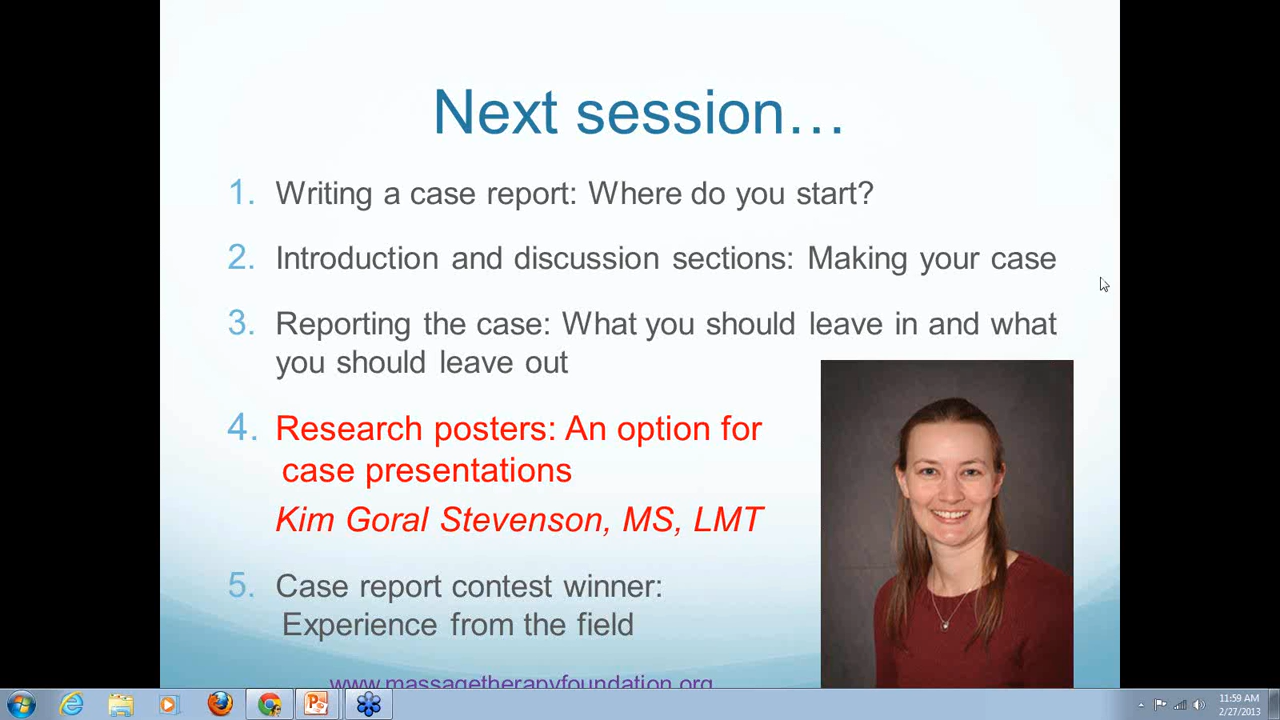 Next session…
1. Writing a case report: Where do you start?
2. Introduction and discussion sections: Making your case
3. Reporting the case: What you should leave in and what
you should leave out
4. Research posters: An option for
case presentations
Kim Goral Stevenson, MS, LMT
5. Case report contest winner:
Experience from the field
www.massagetherapyfoundation.org
11:59 AM
2/27/2013